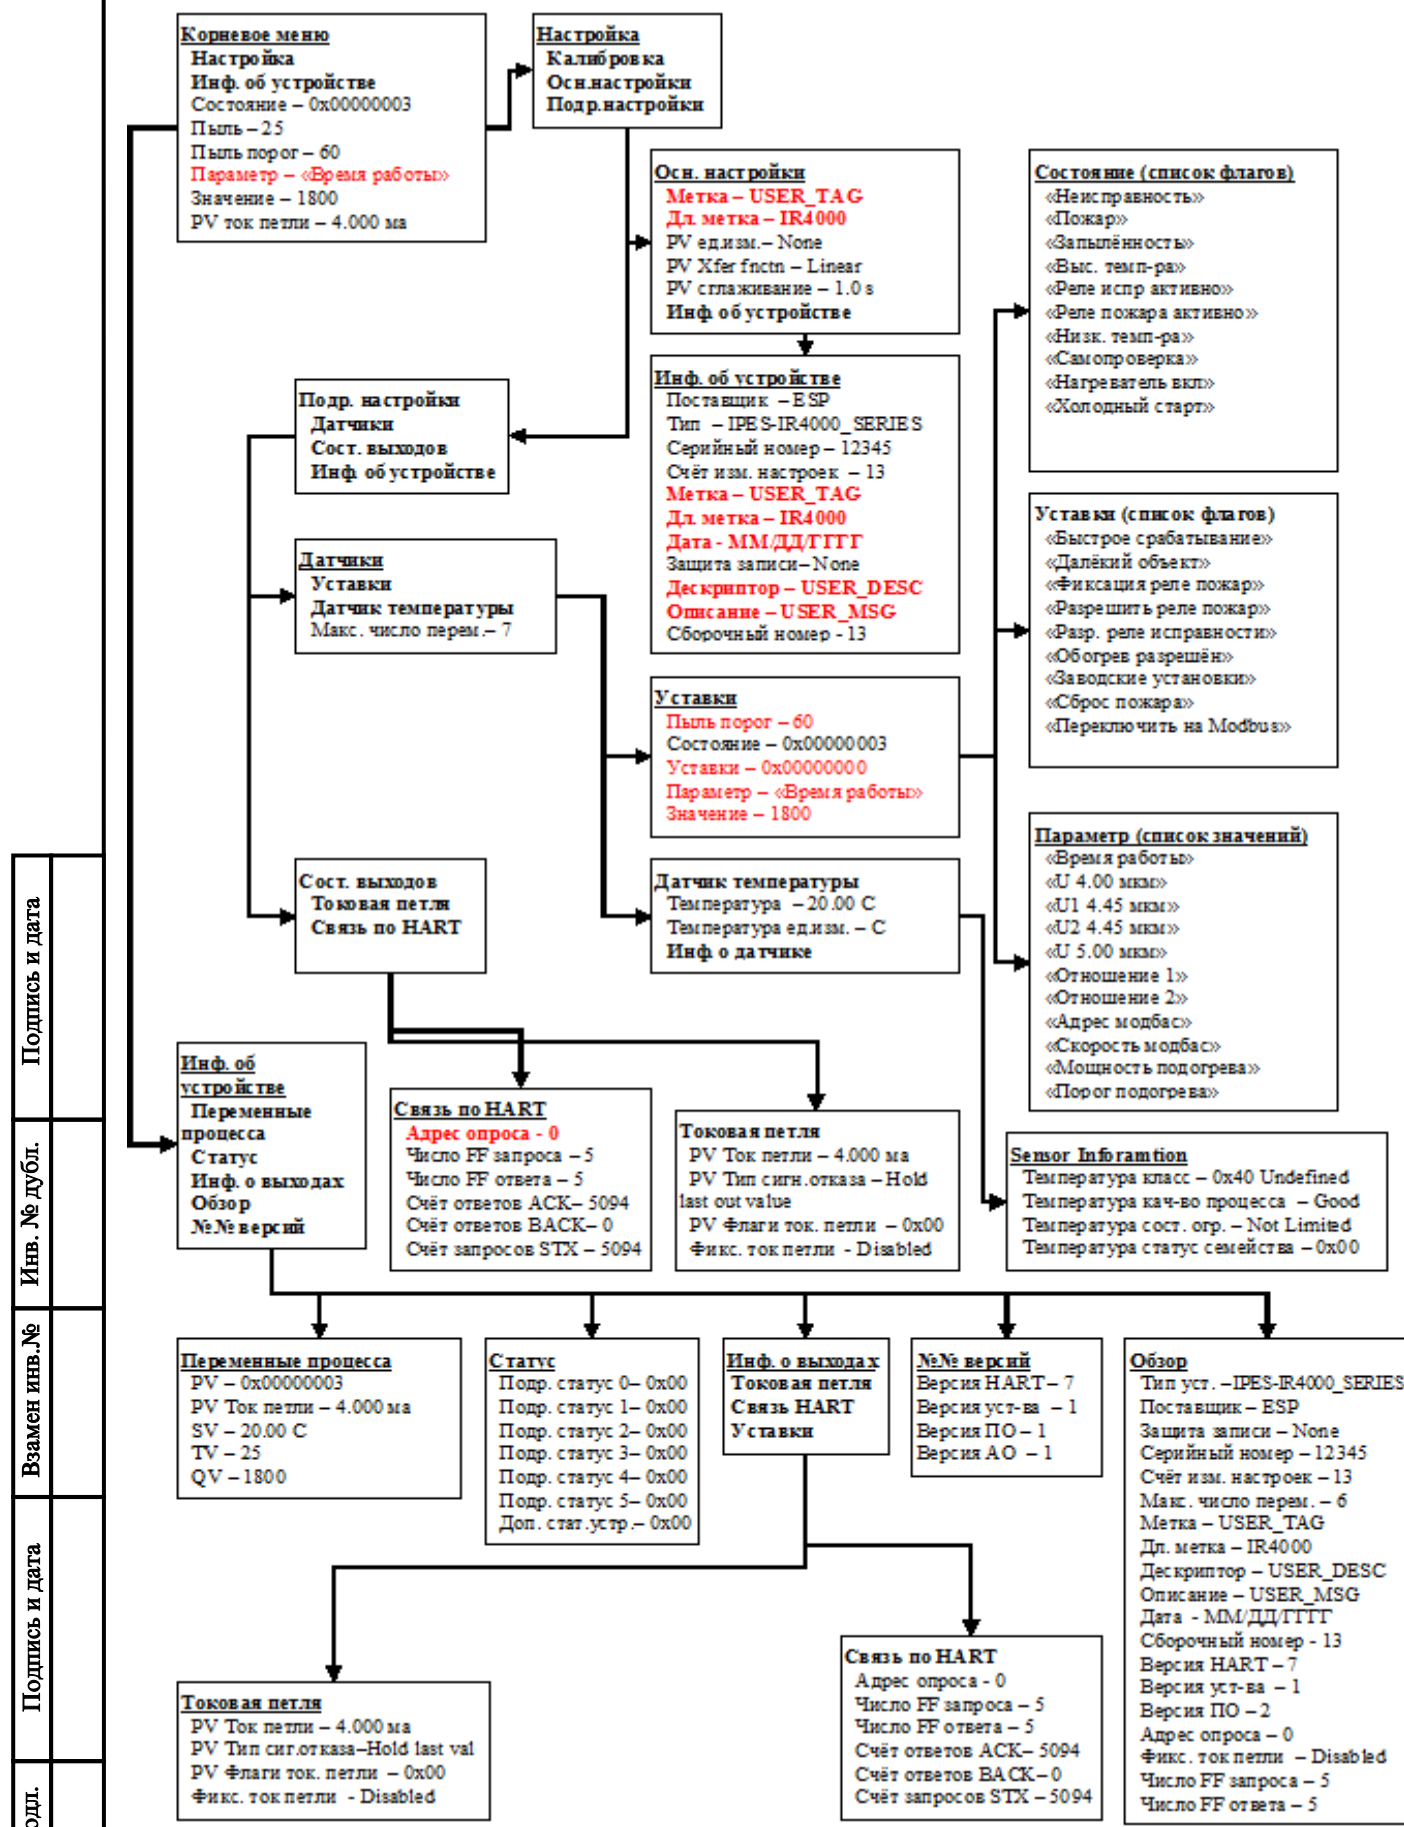 Корневое меню
Настройка
Инф. об устройстве
Состояние – 0x00000003
Пыль – 25
Пыль порог – 60
Параметр – «Время работы»
Значение – 1800
PV ток петли – 4.000 ма
Настройка
Калибровка
Осн.настройки
Подр.настройки
Осн. настройки
Метка – USER_TAG
Дл. метка – IR4000
PV ед.изм.– None
PV Xfer fnctn – Linear
PV сглаживание – 1.0 s
Инф. об устройстве
Состояние (список флагов)
«Неисправность»
«Пожар»
«Запылённость»
«Выс. темп-ра»
«Реле испр активно»
«Реле пожара активно»
«Низк. темп-ра»
«Самопроверка»
«Нагреватель вкл»
«Холодный старт»
Инф. об устройстве
Поставщик – ESP
Тип – IPES-IR4000_SERIES
Серийный номер – 12345
Счёт изм. настроек – 13
Метка – USER_TAG
Дл. метка – IR4000
Дата - ММ/ДД/ГГГГ
Защита записи– None
Дескриптор – USER_DESC
Описание – USER_MSG
Сборочный номер - 13
Подр. настройки
Датчики
Сост. выходов
Инф. об устройстве
Уставки (список флагов)
«Быстрое срабатывание»
«Далёкий объект»
«Фиксация реле пожар»
«Разрешить реле пожар»
«Разр. реле исправности»
«Обогрев разрешён»
«Заводские установки»
«Сброс пожара»
«Переключить на Modbus»
Датчики
Уставки
Датчик температуры
Макс. число перем.– 7
Уставки
Пыль порог – 60
Состояние – 0x00000003
Уставки – 0x00000000
Параметр – «Время работы»
Значение – 1800
Параметр (список значений)
«Время работы»
«U 4.00 мкм»
«U1 4.45 мкм»
«U2 4.45 мкм»
«U 5.00 мкм»
«Отношение 1»
«Отношение 2»
«Адрес модбас»
«Скорость модбас»
«Мощность подогрева»
«Порог подогрева»
Сост. выходов
Токовая петля
Связь по HART
Датчик температуры
Температура – 20.00 С
Температура ед.изм. – С
Инф. о датчике
Инф. об
устройстве
Переменные
процесса
Статус
Инф. о выходах
Обзор
№№ версий
Связь по HART
Адрес опроса - 0
Число FF запроса – 5
Число FF ответа – 5
Счёт ответов ACK– 5094
Счёт ответов BACK– 0
Счёт запросов STX – 5094
Токовая петля
PV Ток петли – 4.000 ма
PV Тип сигн.отказа – Hold
last out value
PV Флаги ток. петли – 0x00
Фикс. ток петли - Disabled
Sensor Inforamtion
Температура класс – 0x40 Undefined
Температура кач-во процесса – Good
Температура сост. огр. – Not Limited
Температура статус семейства – 0x00
Переменные процесса
PV – 0x00000003
PV Ток петли – 4.000 ма
SV – 20.00 C
TV – 25
QV – 1800
Статус
Подр. статус 0– 0x00
Подр. статус 1– 0x00
Подр. статус 2– 0x00
Подр. статус 3– 0x00
Подр. статус 4– 0x00
Подр. статус 5– 0x00
Доп. стат.устр.– 0x00
Инф. о выходах
Токовая петля
Связь HART
Уставки
№№ версий
Версия HART – 7
Версия уст-ва – 1
Версия ПО – 1
Версия АО – 1
Обзор
Тип уст. –IPES-IR4000_SERIES
Поставщик – ESP
Защита записи – None
Серийный номер – 12345
Счёт изм. настроек – 13
Макс. число перем. – 6
Метка – USER_TAG
Дл. метка – IR4000
Дескриптор – USER_DESC
Описание – USER_MSG
Дата - ММ/ДД/ГГГГ
Сборочный номер - 13
Версия HART – 7
Версия уст-ва – 1
Версия ПО – 2
Адрес опроса – 0
Фикс. ток петли – Disabled
Число FF запроса – 5
Число FF ответа – 5
Токовая петля
PV Ток петли – 4.000 ма
PV Тип сиг.отказа–Hold last val
PV Флаги ток. петли – 0x00
Фикс. ток петли - Disabled
Связь по HART
Адрес опроса - 0
Число FF запроса – 5
Число FF ответа – 5
Счёт ответов ACK– 5094
Счёт ответов BACK– 0
Счёт запросов STX – 5094
Подпись и дата
Инв. № дубл.
Взамен инв.№
Подпись и дата